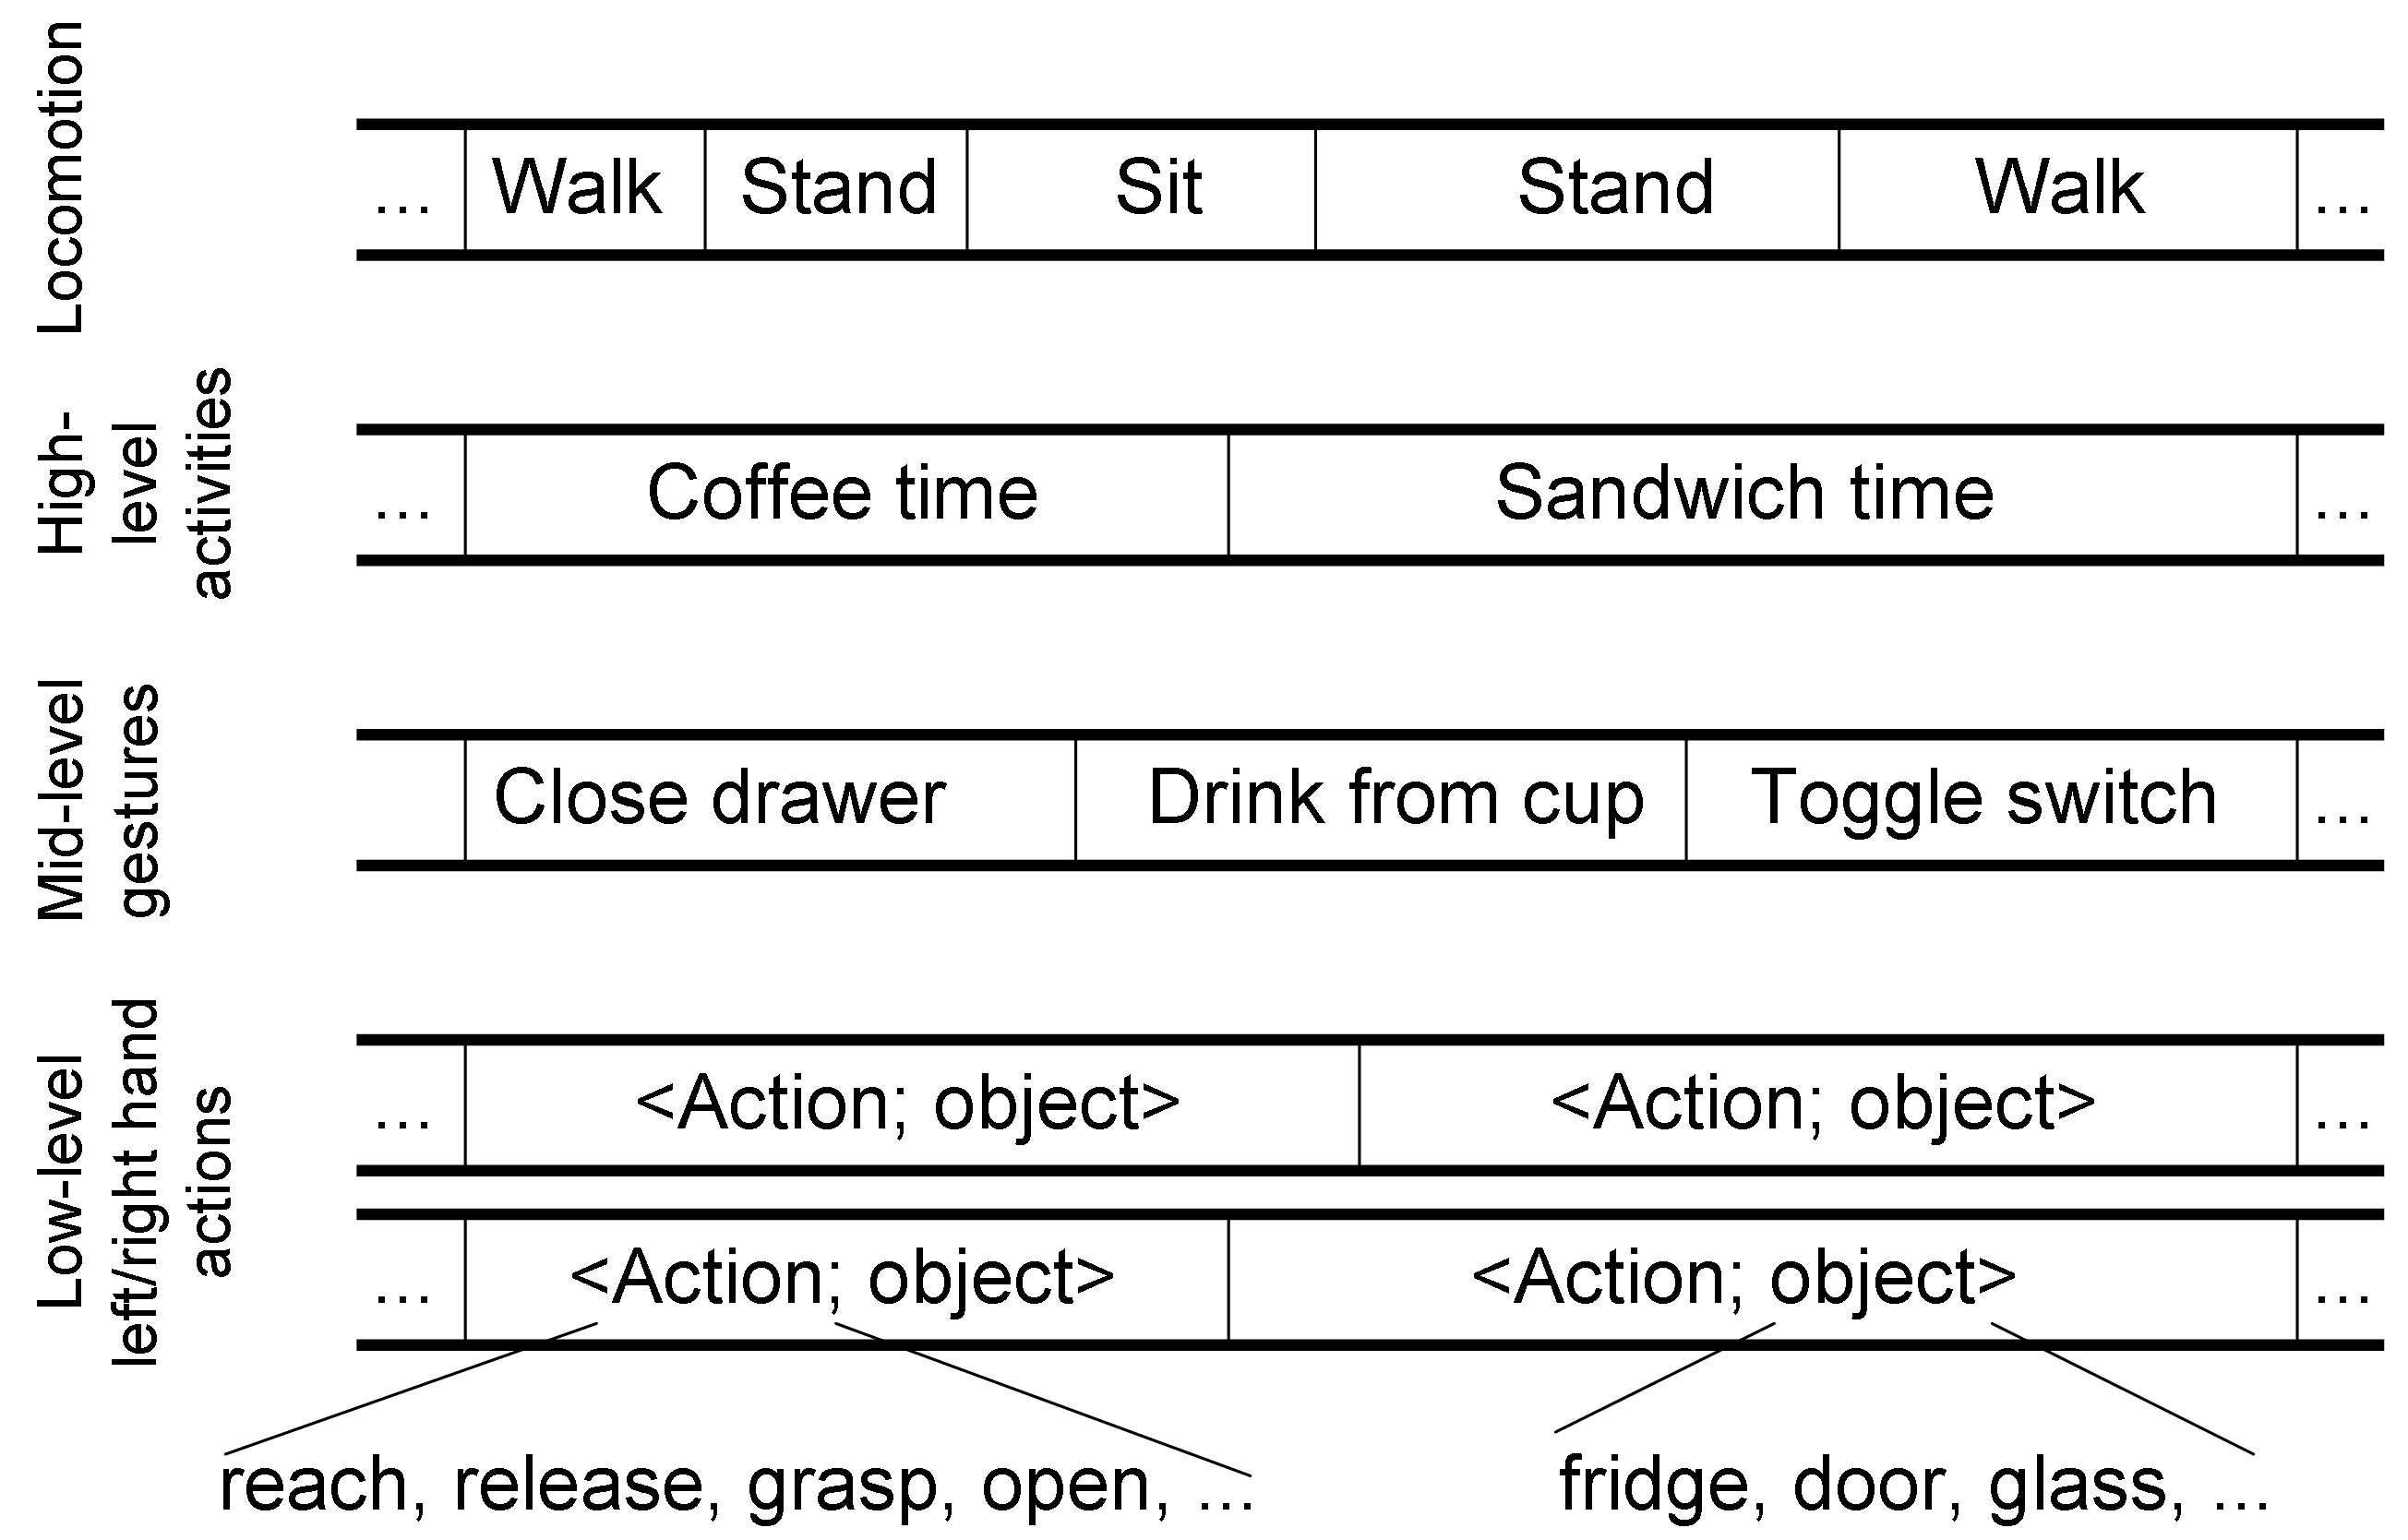 Locomotion
... Walk Stand Sit Stand Walk ...
High-
level
activities
... Coffee time Sandwich time ...
Mid-level
gestures
Close drawer Drink from cup Toggle switch ...
Low-level
left/right hand
actions
... <Action; object> <Action; object> ...
... <Action; object> <Action; object> ...
reach, release, grasp, open, ... fridge, door, glass, ...